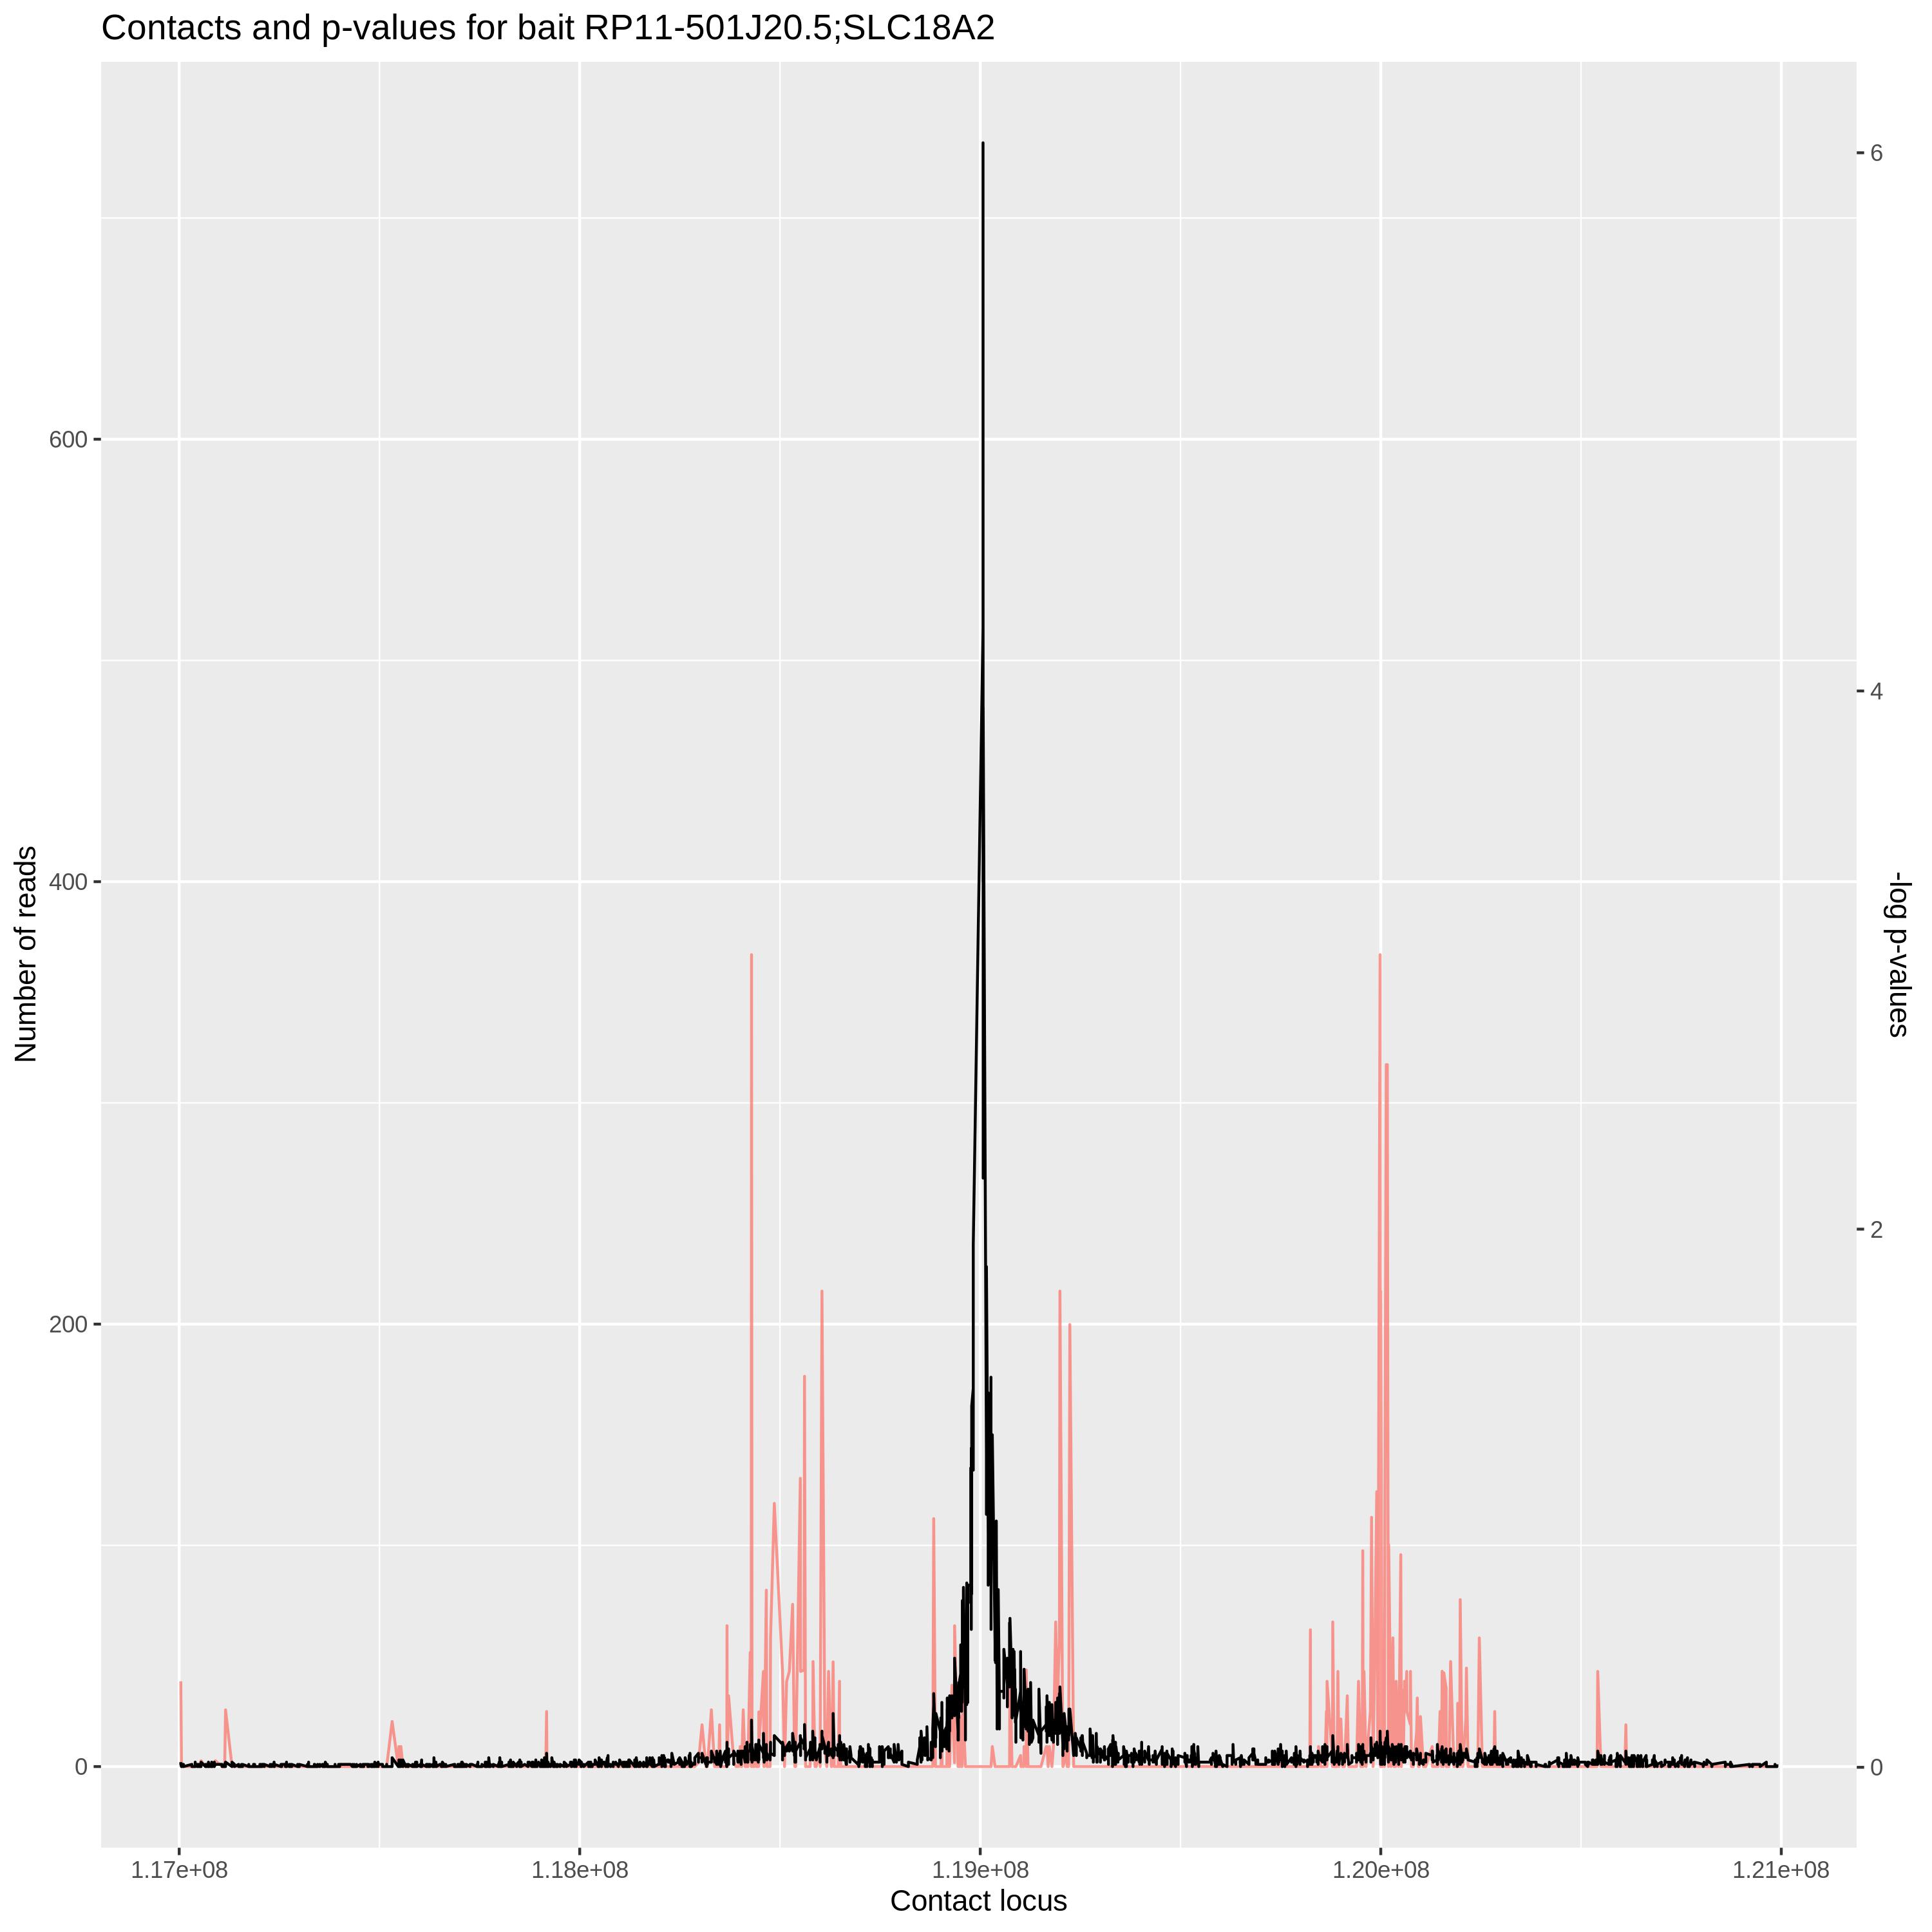 Contacts and p-values for bait RP11-501J20.5;SLC18A2
Number of reads
600
400
200
0
6
4
2
0
-log p-values
1.17e+08 1.18e+08 1.19e+08 1.20e+08 1.21e+08
Contact locus